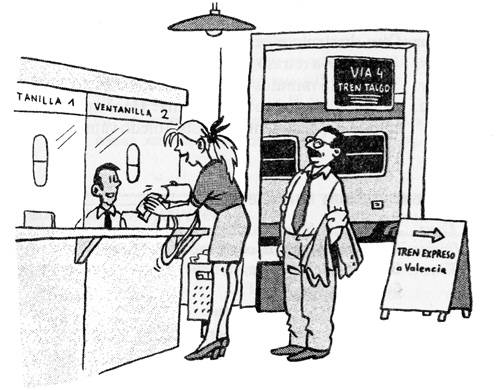 TANILLA 1
VENTANILLA 2
VIA 4
TREN TALGO
TREN EXPRESO
a Valencia